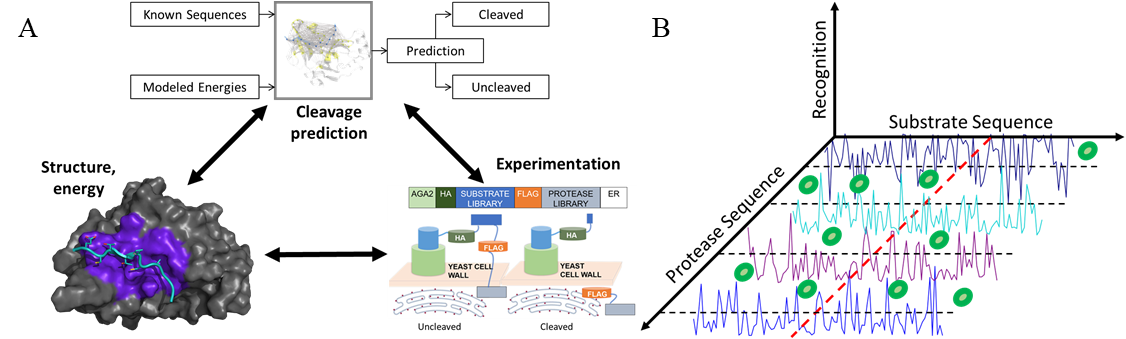 A
Known Sequences
Modeled Energies
Prediction
Cleaved
Uncleaved
Cleavage
prediction
Structure,
energy
Experimentation
AGA2
HA
SUBSTRATE
LIBRARY
FLAG
PROTEASE
LIBRARY
ER
HA
FLAG
YEAST CELL
WALL
Uncleaved
HA
YEAST
CELL WALL
FLAG
Cleaved
B
Recognition
Substrate Sequence
Protease Sequence